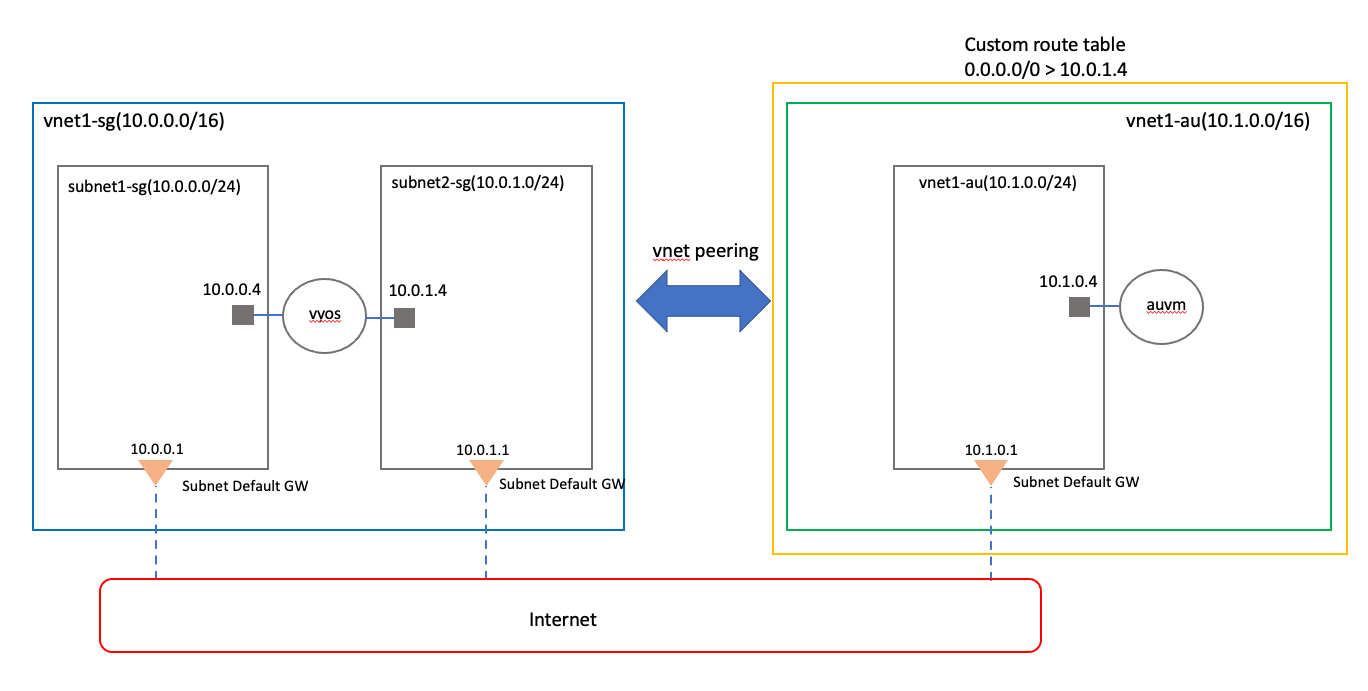 Custom route table
0.0.0.0/0 > 10.0.1.4
vnet1-sg(10.0.0.0/16)
vnet1-au(10.1.0.0/16)
subnet1-sg(10.0.0.0/24)
subnet2-sg(10.0.1.0/24)
vnet1-au(10.1.0.0/24)
vnet peering
10.0.0.4
vyos
10.0.1.4
10.1.0.4
auvm
10.0.0.1
Subnet Default GW
10.0.1.1
Subnet Default GW
10.1.0.1
Subnet Default GW
Internet